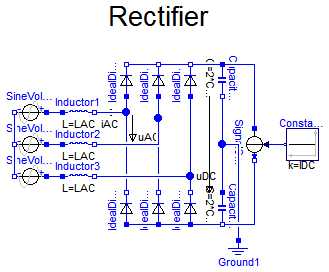 Rectifier
IdealDi...
IdealDi...
IdealDi...
Capacit...
C=2*C...
SineVol...
Inductor1
L=LAC
iAC
uAC
SineVol...
Inductor2
L=LAC
SineVol...
Inductor3
L=LAC
uDC
Sign...
Consta...
k=IDC
IdealDi...
IdealDi...
IdealDi...
Capacit...
C=2*C...
Ground1